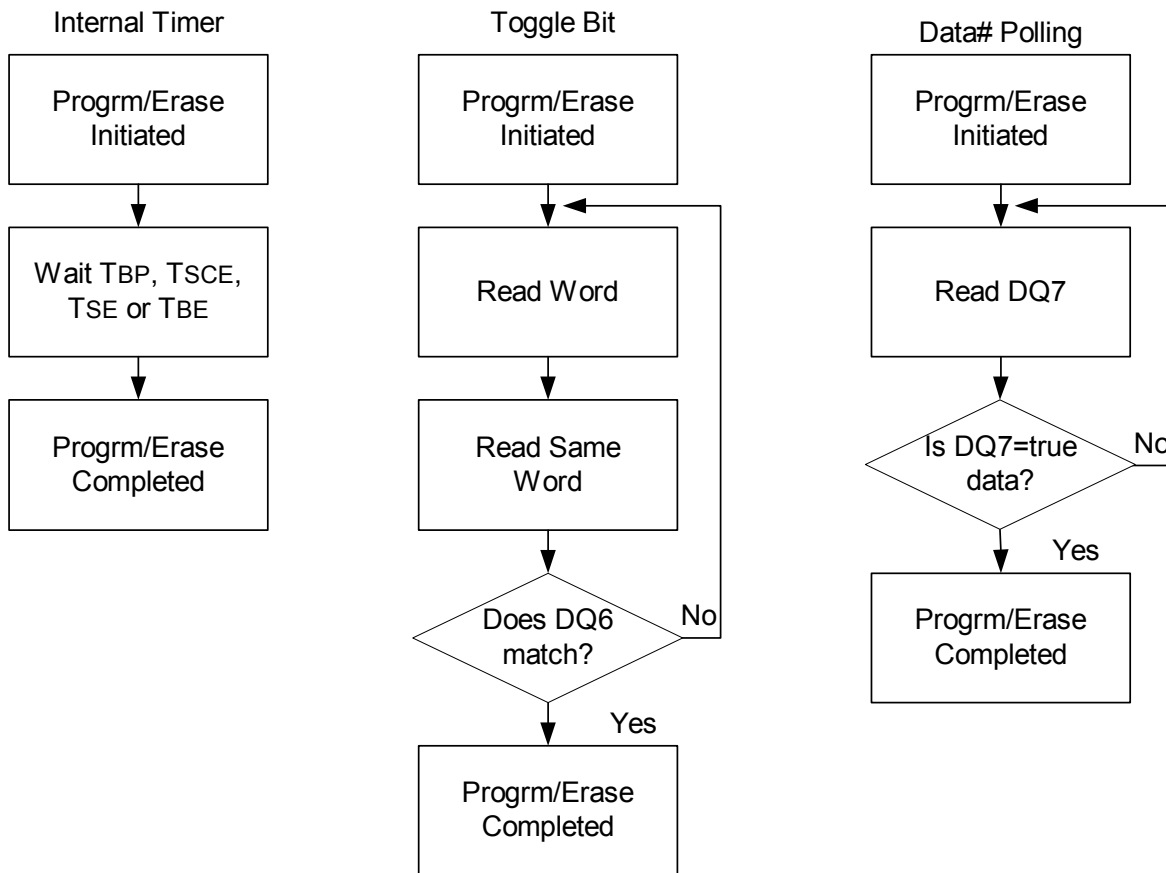 Internal Timer
Progrm/Erase
Initiated
Wait TBP, TSCE,
TSE or TBE
Progrm/Erase
Completed
Toggle Bit
Progrm/Erase
Initiated
Read Word
Read Same
Word
Does DQ6
match?
No
Yes
Progrm/Erase
Completed
Data# Polling
Progrm/Erase
Initiated
Read DQ7
Is DQ7=true
data?
No
Yes
Progrm/Erase
Completed